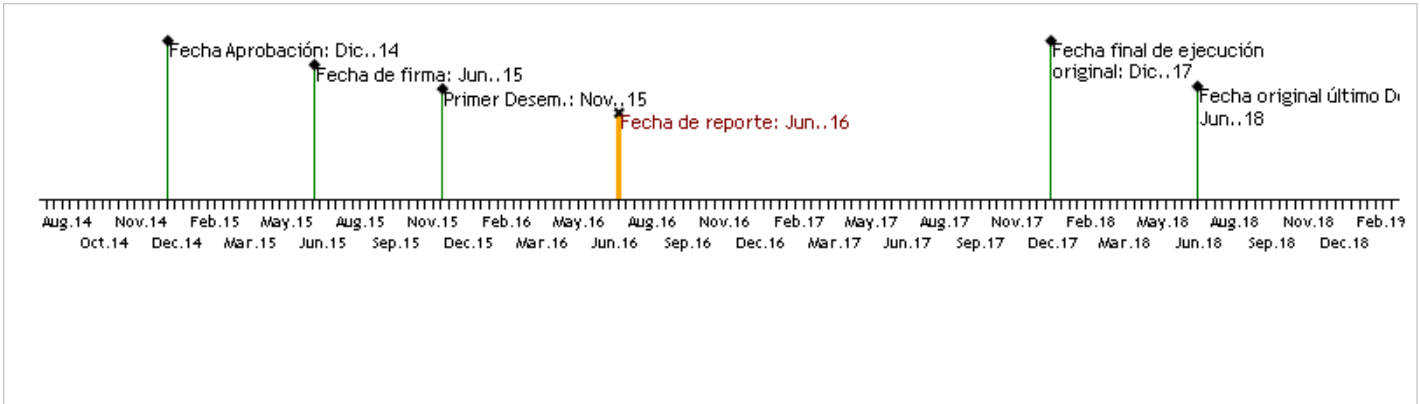 Fecha Aprobación: Dic..14
Fecha de firma: Jun..15
Primer Desem.: Nov..15
Fecha de reporte: Jun..16
Fecha final de ejecución
original: Dic..17
Fecha original último
Jun..18
Aug.14 Nov.14 Feb.15 May.15 Aug.15 Nov.15 Feb.16 May.16 Aug.16 Nov.16 Feb.17 May.17 Aug.17 Nov.17 Feb.18 May.18 Aug.18 Nov.18 Feb.19
Oct.14 Dec.14 Mar.15 Jun.15 Sep.15 Dec.15 Mar.16 Jun.16 Sep.16 Dec.16 Mar.17 Jun.17 Sep.17 Dec.17 Mar.18 Jun.18 Sep.18 Dec.18